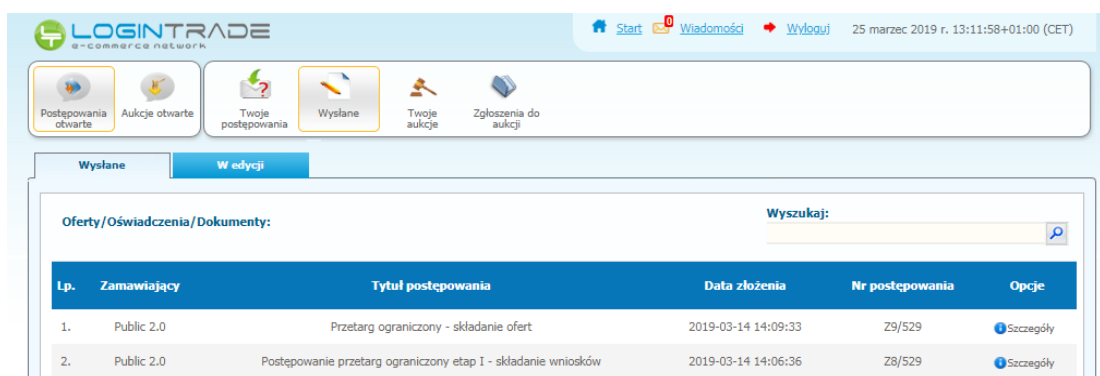 LOGINTRADE
e-commerce network
Start 0 Wiadomości Wyloguj 25 marzec 2019 r. 13:11:58+01:00 (CET)
Postępowania otwarte Aukcje otwarte Twoje postępowania Wysłane Twoje aukcje Zgłoszenia do aukcji
Wysłane W edycji
Oferty/Oświadczenia/Dokumenty: Wyszukaj:
Lp. Zamawiający Tytuł postępowania Data złożenia Nr postępowania Opcje
1. Public 2.0 Przetarg ograniczony - składanie ofert 2019-03-14 14:09:33 Z9/529 Szczegóły
2. Public 2.0 Postępowanie przetarg ograniczony etap I - składanie wniosków 2019-03-14 14:06:36 Z8/529 Szczegóły